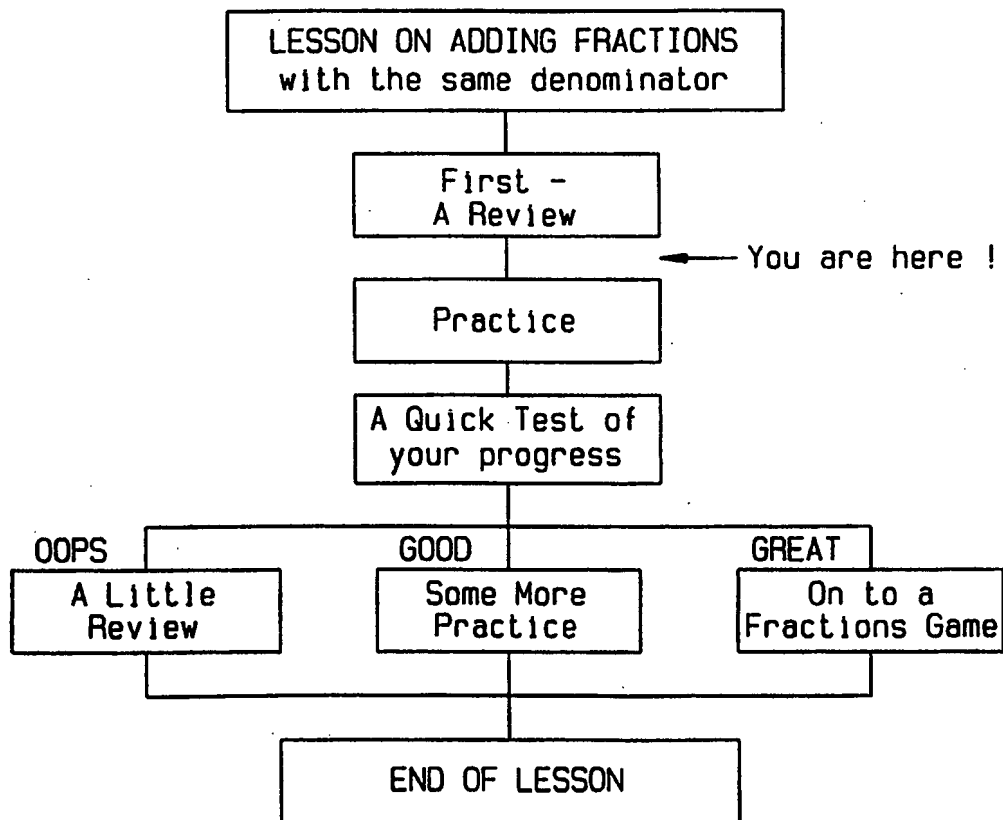 LESSON ON ADDING FRACTIONS
with the same denominator
First -
A Review
You are here !
Practice
A Quick Test of
your progress
OOPS
GOOD
GREAT
A Little
Review
Some More
Practice
On to a
Fractions Game
END OF LESSON